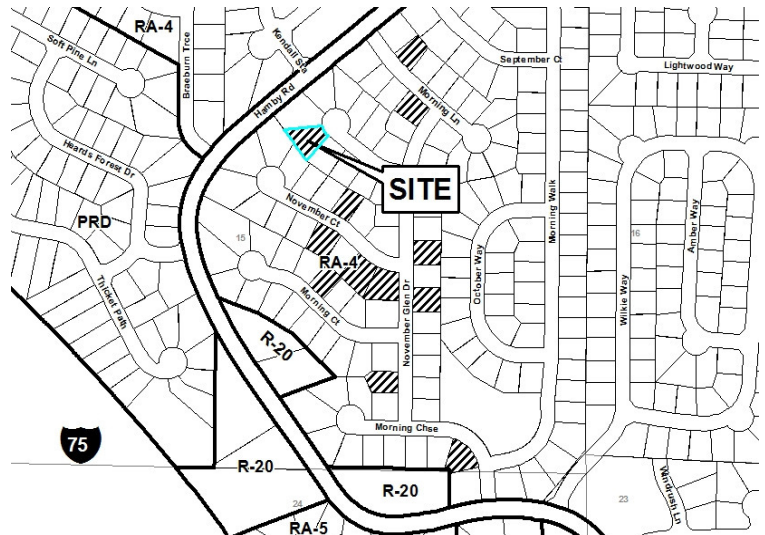 RA-4
Soft Pine Ln
Braeburn Trce
Kendall Sta
Hamby Rd
September Ct
Lightwood Way
Morning Ln
Heards Forest Dr
SITE
PRD
November Ct
15
RA-4
Morning Walk
October Way
16
Amber Way
Wilkie Way
Thicket Path
Morning Ct
November Glen Dr
R-20
75
Morning Chse
R-20
R-20
24
23
Windrush Ln
RA-5